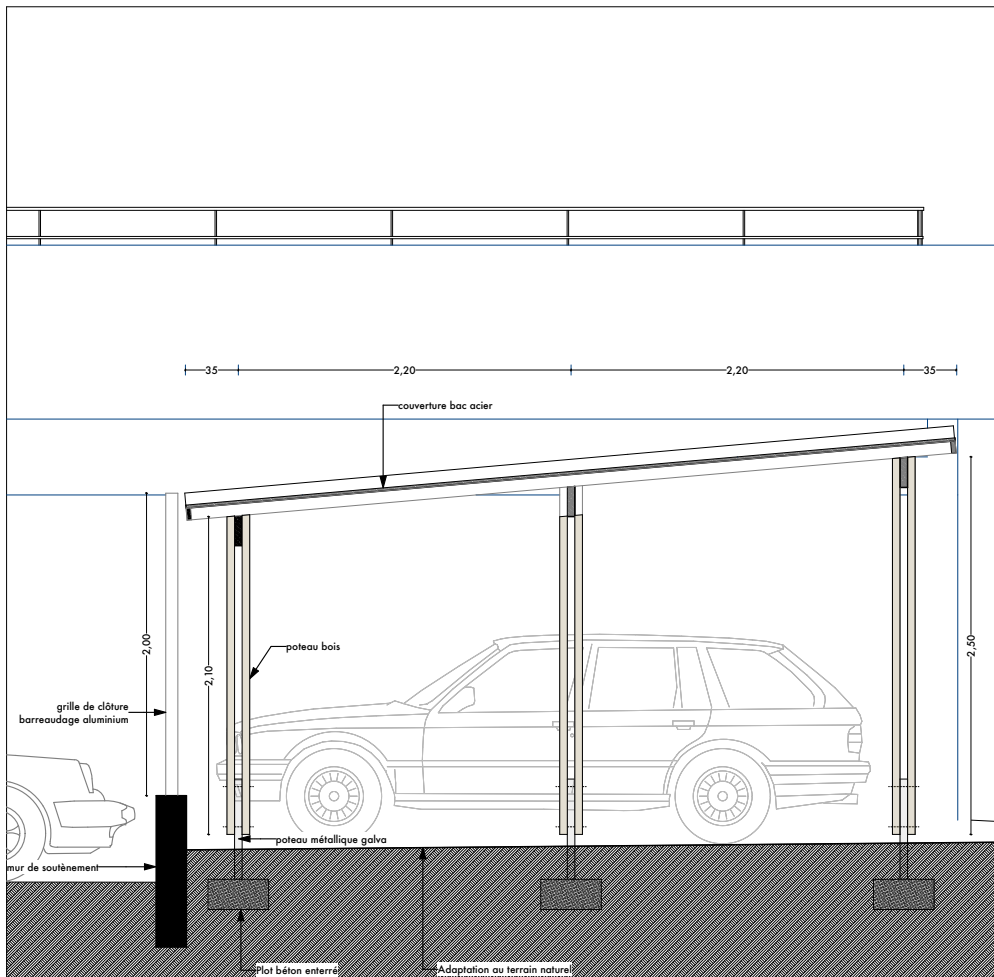 35
2,20
2,20
35
couverture bac acier
2,00
2,10
2,50
poteau bois
grille de clôture
barreaudage aluminium
poteau métallique galva
mur de soutènement
Plot béton enterré
Adaptation au terrain naturel